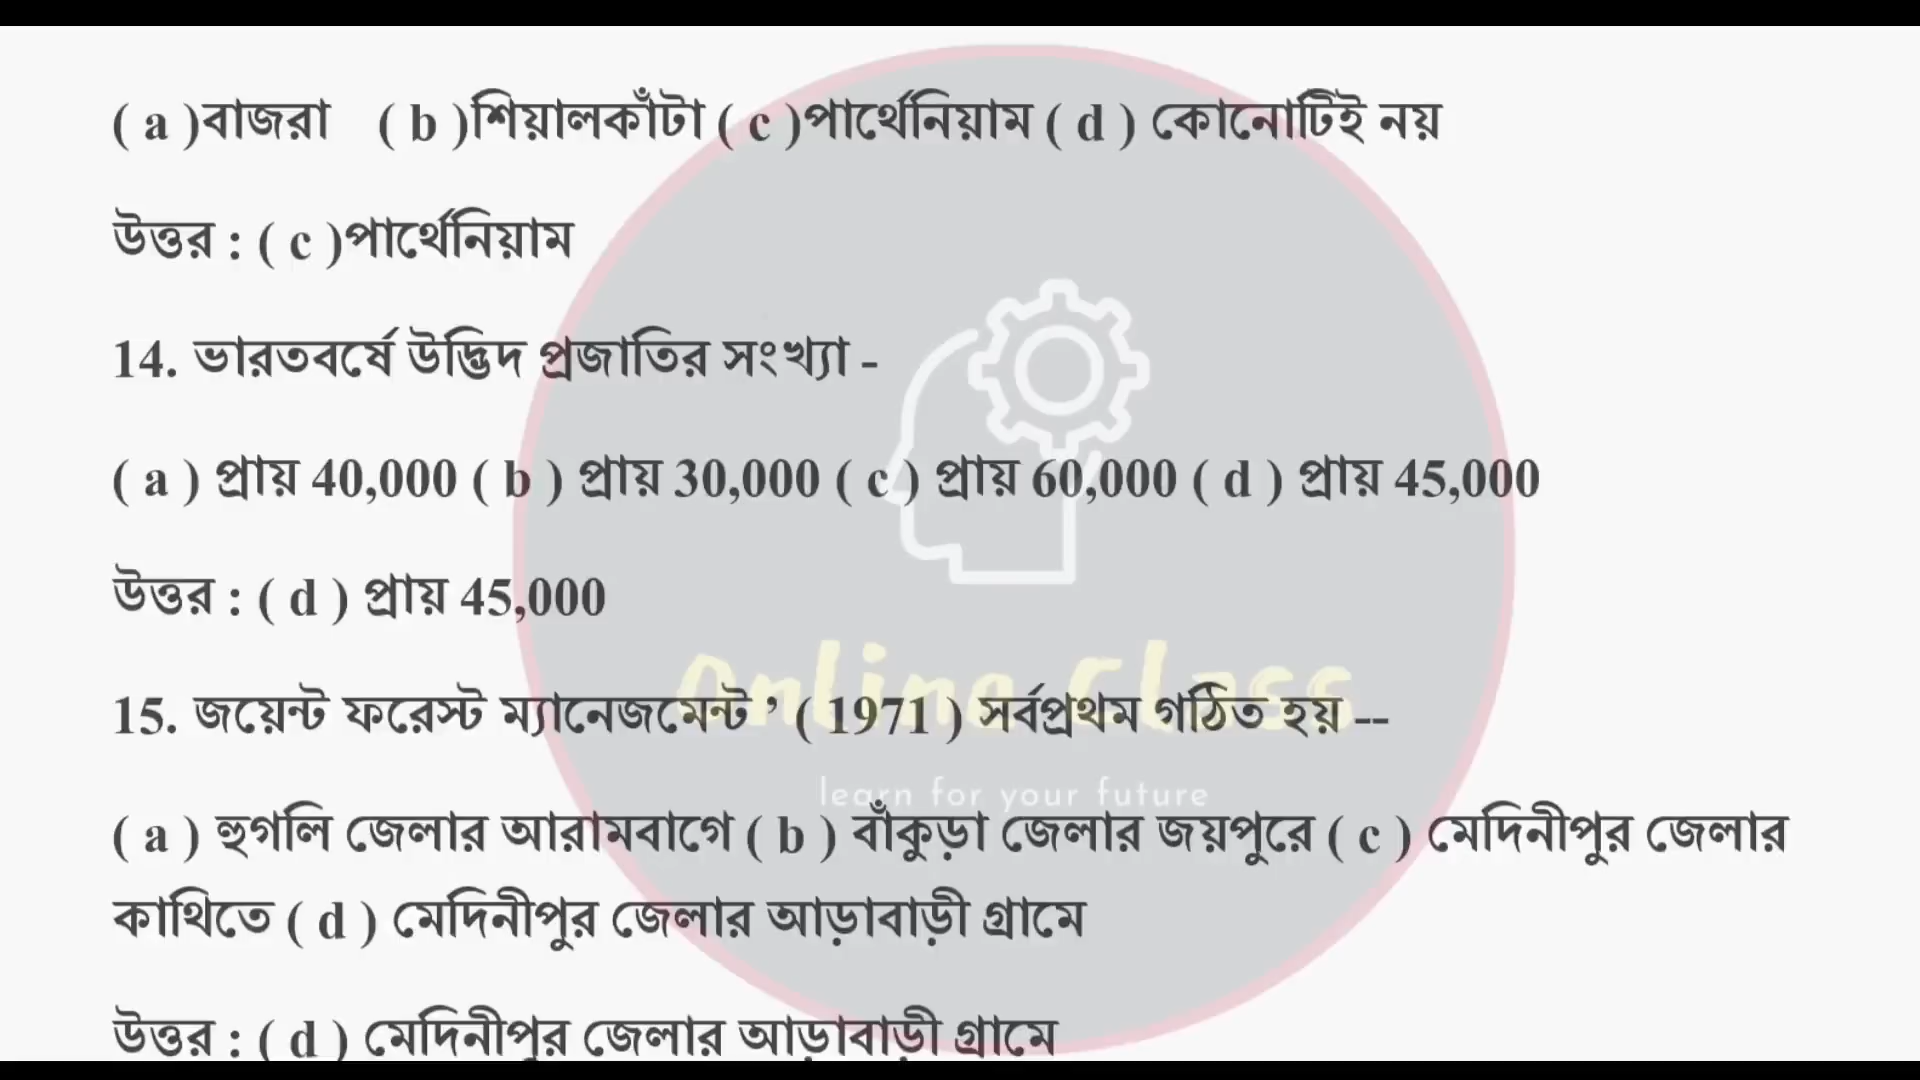 ( a )বাজরা ( b )শিয়ালকাঁটা ( c )পার্থেনিয়াম ( d ) কোনোটিই নয়
উত্তর : ( c )পার্থেনিয়াম
14. ভারতবর্ষে উদ্ভিদ প্রজাতির সংখ্যা -
( a ) প্রায় 40,000 ( b ) প্রায় 30,000 ( c ) প্রায় 60,000 ( d ) প্রায় 45,000
উত্তর : ( d ) প্রায় 45,000
Online Class
15. জয়েন্ট ফরেস্ট ম্যানেজমেন্ট ’ ( 1971 ) সর্বপ্রথম গঠিত হয় --
learn for your future
( a ) হুগলি জেলার আরামবাগে ( b ) বাঁকুড়া জেলার জয়পুরে ( c ) মেদিনীপুর জেলার
কাথিতে ( d ) মেদিনীপুর জেলার আড়াবাড়ী গ্রামে
উত্তর : ( d ) মেদিনীপুর জেলার আড়াবাড়ী গ্রামে